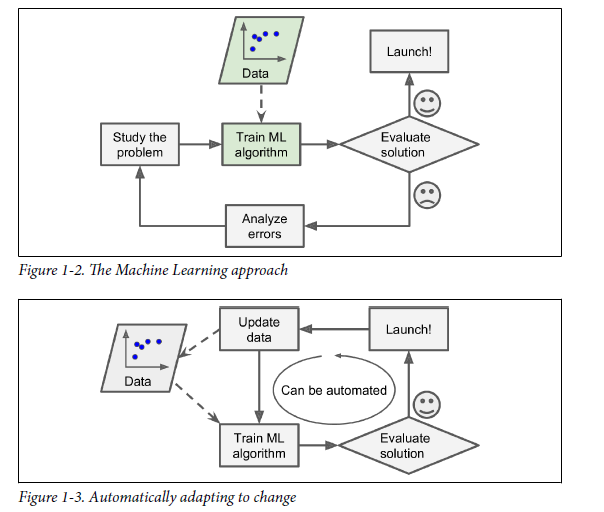 Data
Launch!
Study the
problem
Train ML
algorithm
Evaluate
solution
Analyze
errors
Figure 1-2. The Machine Learning approach
Update
data
Launch!
Data
Can be automated
Train ML
algorithm
Evaluate
solution
Figure 1-3. Automatically adapting to change